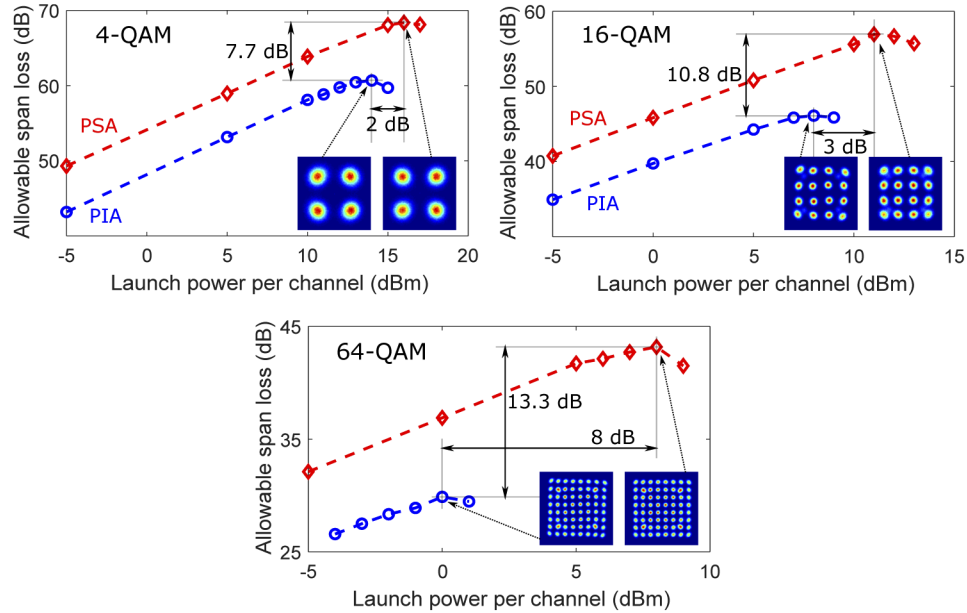 4-QAM
Allowable span loss (dB)
70
60
50
7.7 dB
2 dB
PSA
PIA
-5 0 5 10 15 20
Launch power per channel (dBm)
16-QAM
Allowable span loss (dB)
60
50
40
30
10.8 dB
3 dB
PSA
PIA
-5 0 5 10 15
Launch power per channel (dBm)
64-QAM
Allowable span loss (dB)
45
35
25
13.3 dB
8 dB
-5 0 5 10
Launch power per channel (dBm)